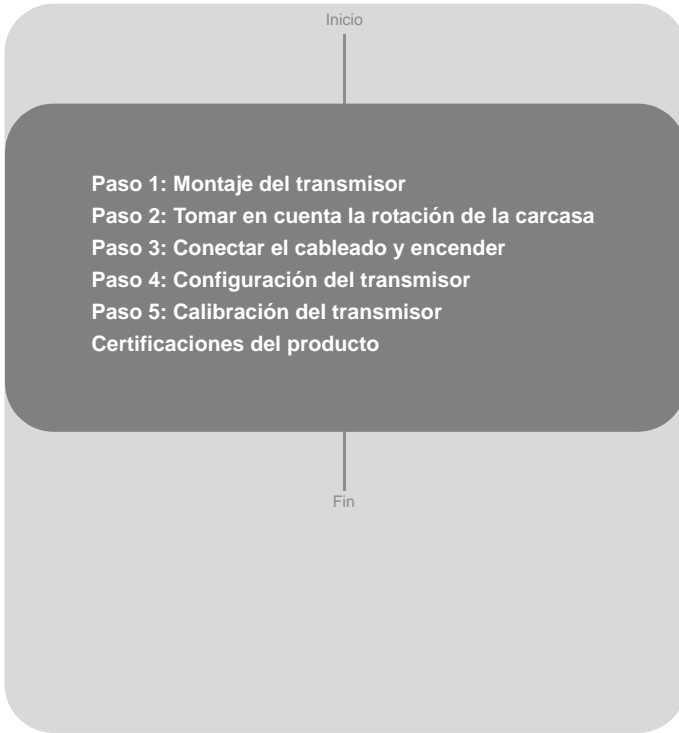 Inicio
Paso 1: Montaje del transmisor
Paso 2: Tomar en cuenta la rotación de la carcasa
Paso 3: Conectar el cableado y encender
Paso 4: Configuración del transmisor
Paso 5: Calibración del transmisor
Certificaciones del producto
Fin